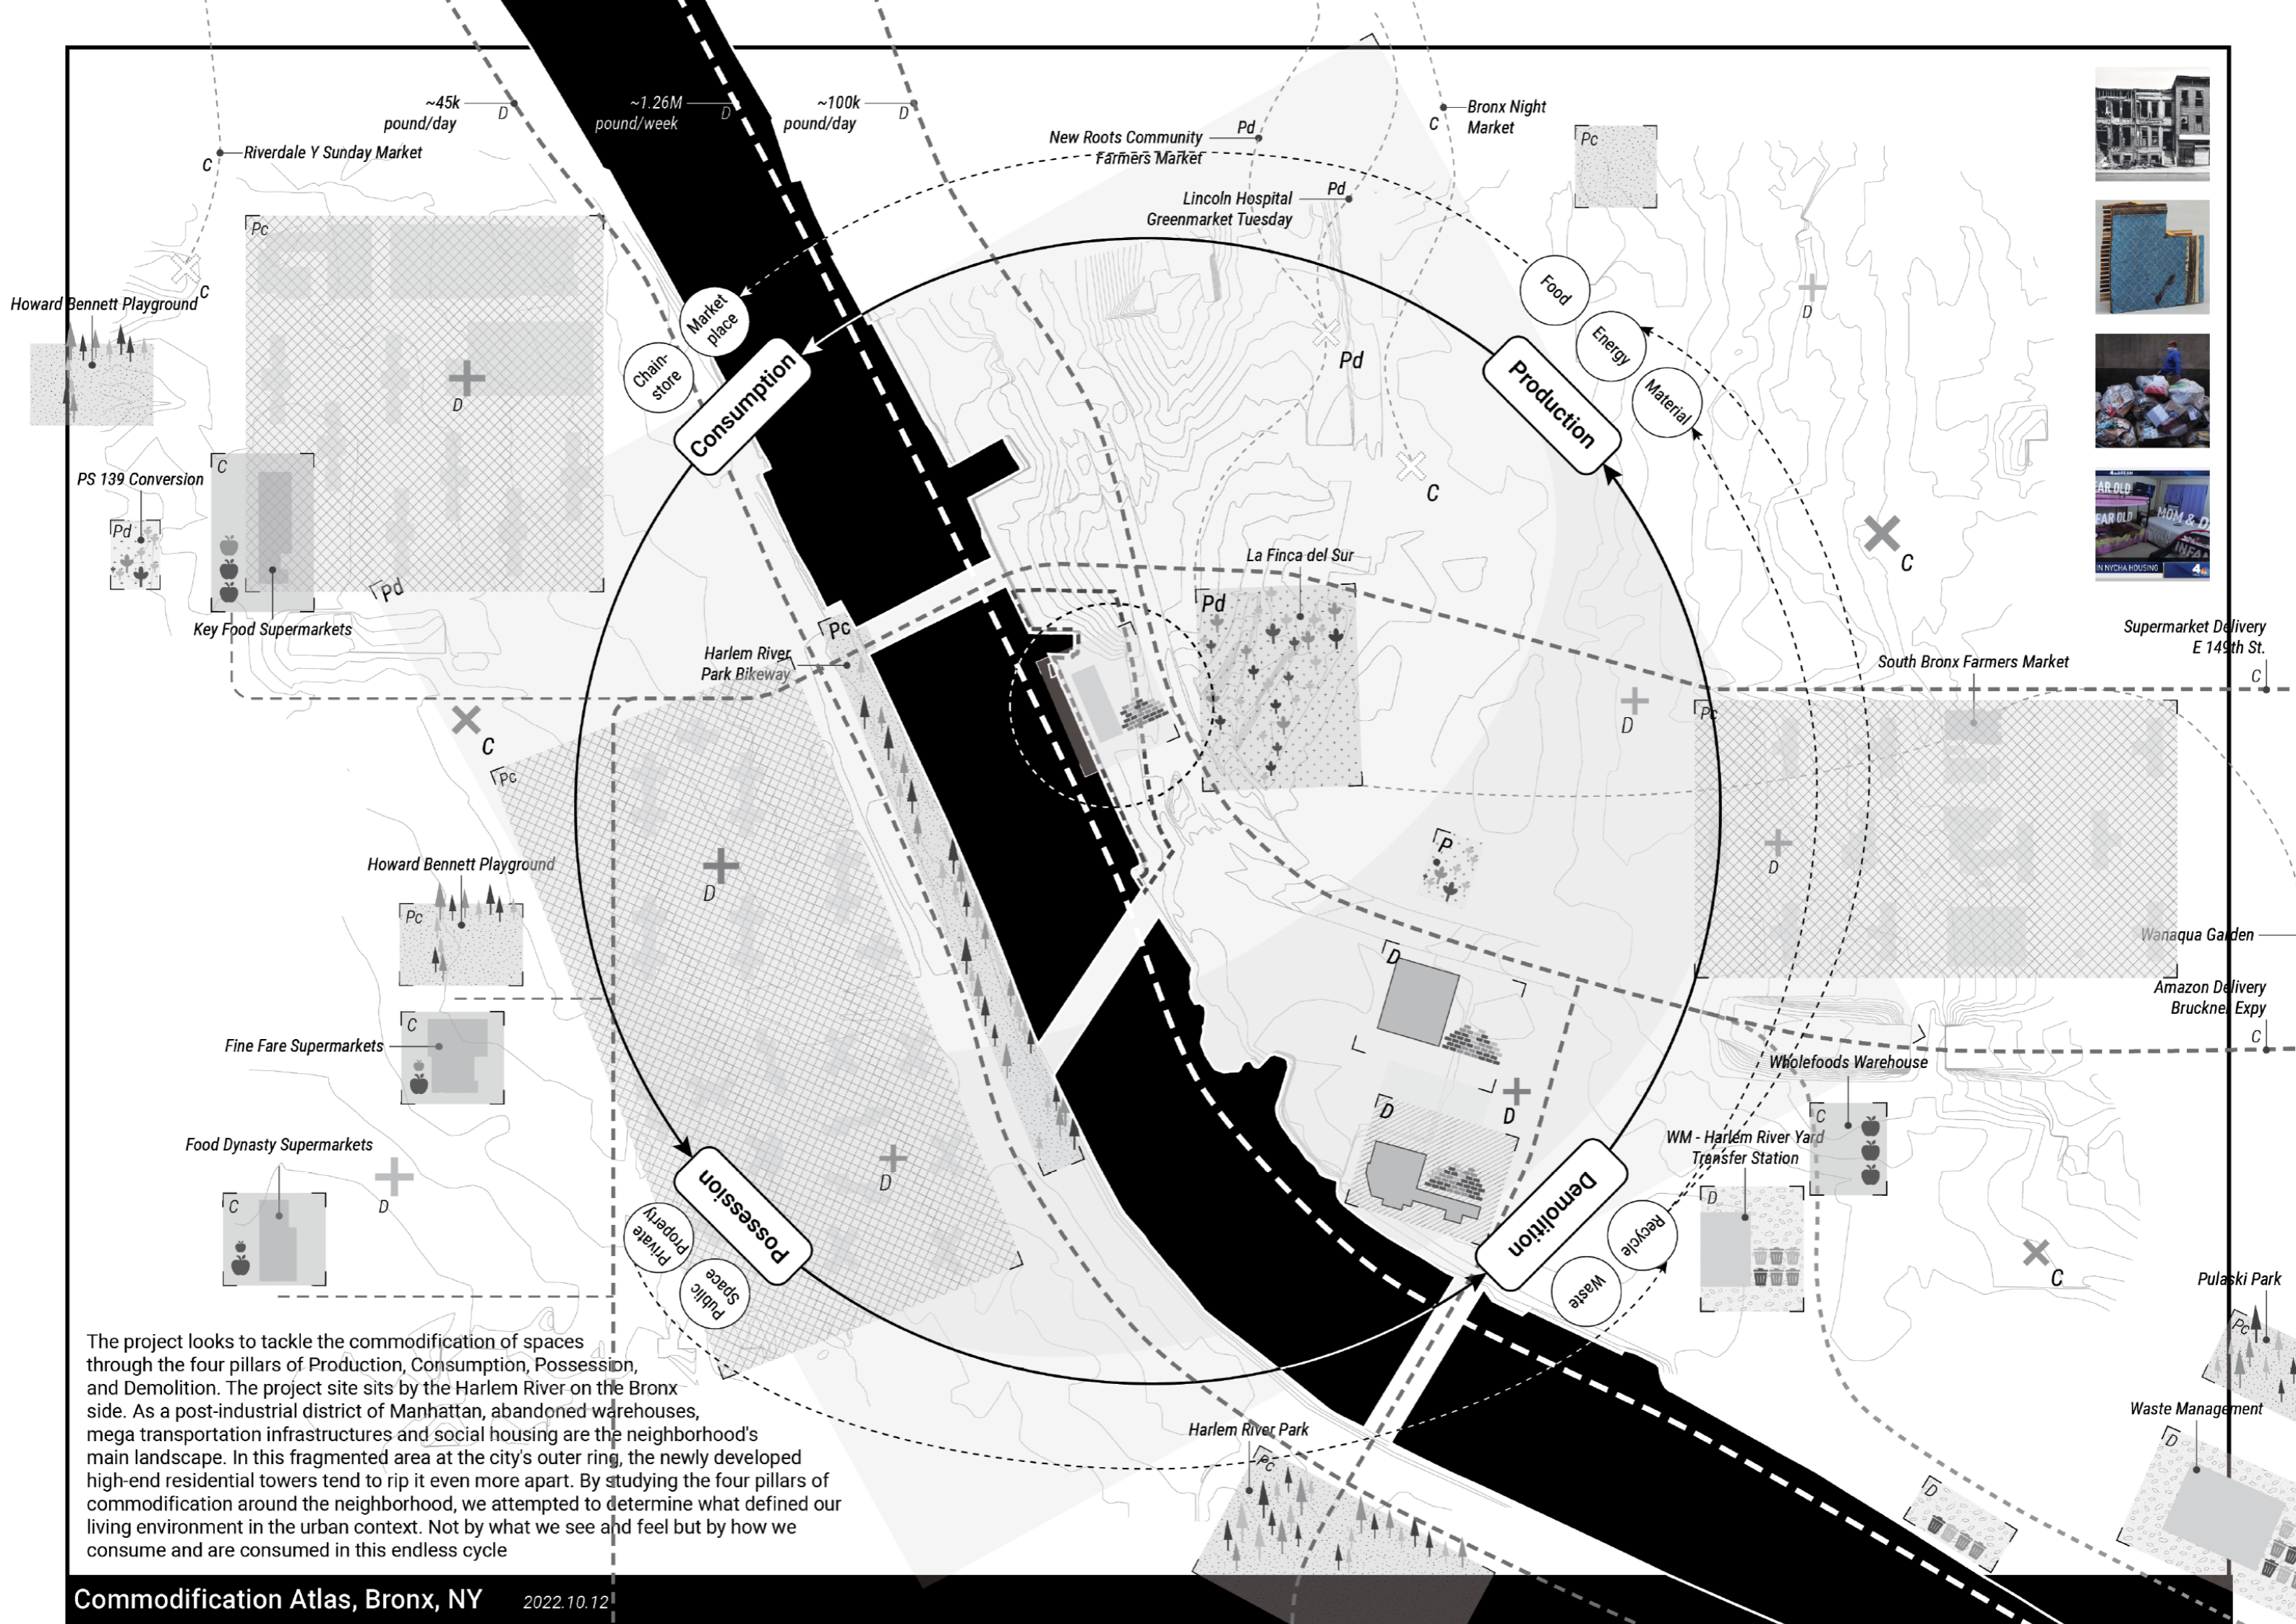 ~45k
pound/day
D
~1.26M
pound/week
D
~100k
pound/day
D
New Roots Community
Farmers Market
Pd
Bronx Night
Market
C
Pc
C
Riverdale Y Sunday Market
Lincoln Hospital
Greenmarket Tuesday
Pd
Pc
C
Howard Bennett Playground
D
Market
place
Chain-
store
Consumption
Food
Energy
Material
Production
D
Pd
C
D
EAR OLD
EAR OLD
MOM & D
INFA
IN NYCHA HOUSING
4
C
PS 139 Conversion
Pd
C
Key Food Supermarkets
Pd
La Finca del Sur
Pd
C
Supermarket Delivery
E 149th St.
C
South Bronx Farmers Market
Pc
Harlem River
Park Bikeway
D
Pc
C
Pc
D
D
P
Howard Bennett Playground
Pc
Wanaqua Garden
Amazon Delivery
Bruckner Expy
C
D
Fine Fare Supermarkets
C
Wholefoods Warehouse
C
D
D
Food Dynasty Supermarkets
C
D
D
WM - Harlem River Yard
Transfer Station
D
Possession
Private
Property
Public
Space
Demolition
Recycle
Waste
C
Pulaski Park
Pc
The project looks to tackle the commodification of spaces
through the four pillars of Production, Consumption, Possession,
and Demolition. The project site sits by the Harlem River on the Bronx
side. As a post-industrial district of Manhattan, abandoned warehouses,
mega transportation infrastructures and social housing are the neighborhood's
main landscape. In this fragmented area at the city's outer ring, the newly developed
high-end residential towers tend to rip it even more apart. By studying the four pillars of
commodification around the neighborhood, we attempted to determine what defined our
living environment in the urban context. Not by what we see and feel but by how we
consume and are consumed in this endless cycle
Harlem River Park
Pc
Waste Management
D
D
Commodification Atlas, Bronx, NY
2022.10.12